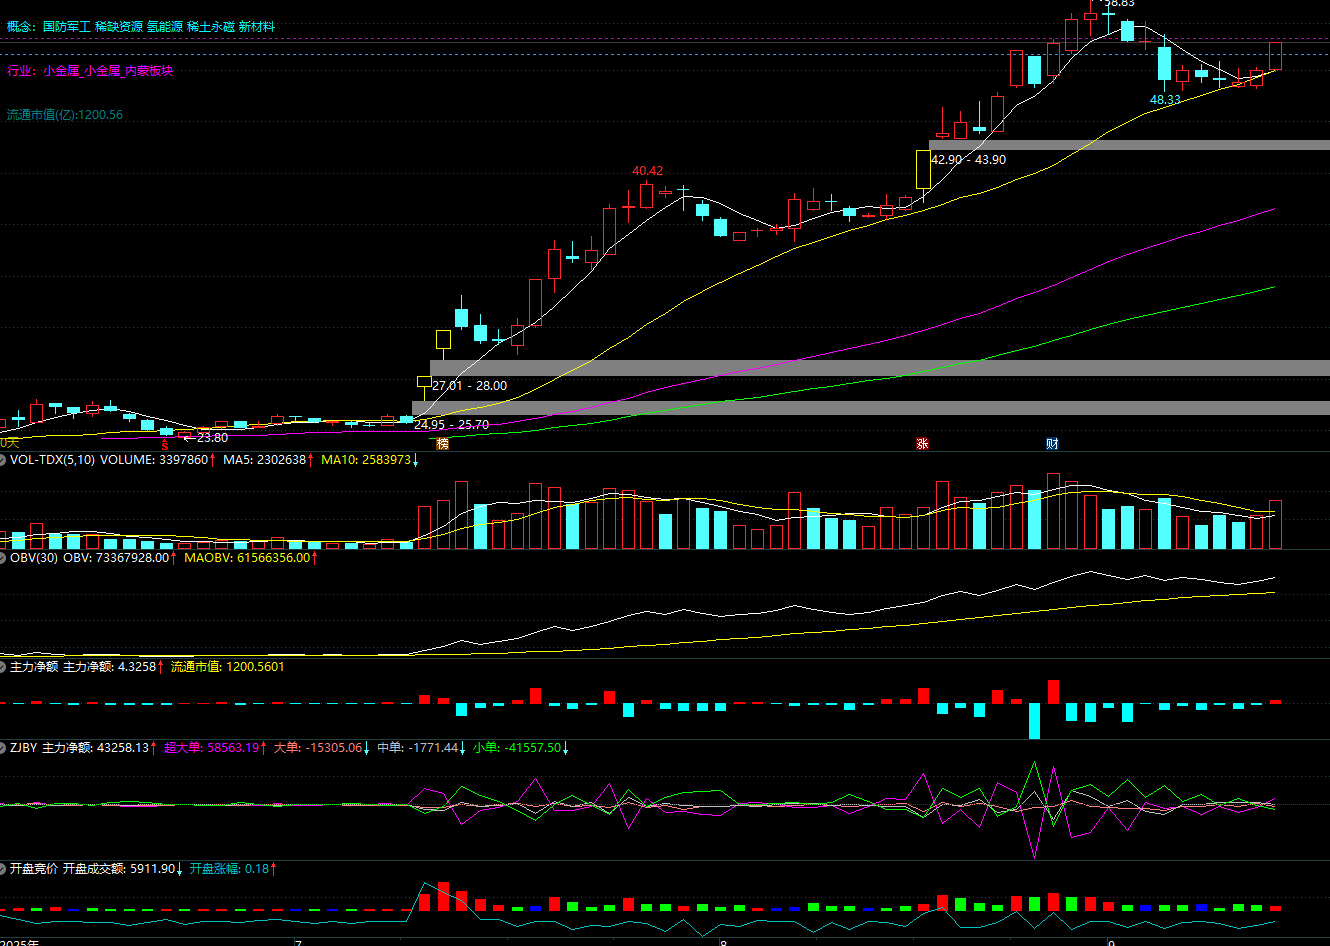 58.83
概念：国防军工 稀缺资源 氢能源 稀土永磁 新材料
行业：小金属_小金属_内蒙板块
48.33
流通市值(亿):1200.56
42.90 - 43.90
40.42
27.01 - 28.00
24.95 - 25.70
23.80
0天
S
榜
涨
财
VOL-TDX(5,10) VOLUME: 3397860↑ MA5: 2302638↑ MA10: 2583973↓
OBV(30) OBV: 73367928.00↑ MAOBV: 61566356.00↑
主力净额 主力净额: 4.3258↑ 流通市值: 1200.5601
ZJBY 主力净额: 43258.13↑ 超大单: 58563.19↑ 大单: -15305.06↓ 中单: -1771.44↓ 小单: -41557.50↓
开盘竞价 开盘成交额: 5911.90↓ 开盘涨幅: 0.18↑
2025年 7 8 9